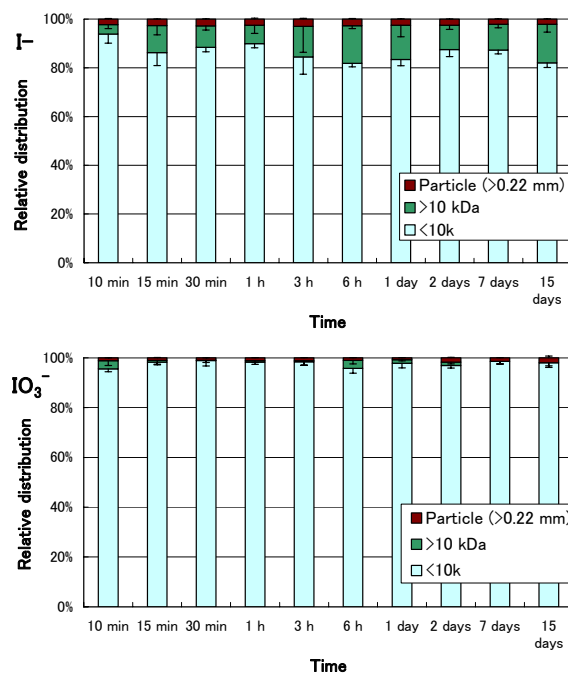 I-
Relative distribution
100%
80%
60%
40%
20%
0%
Particle (>0.22 mm)
>10 kDa
<10k
10 min 15 min 30 min 1 h 3 h 6 h 1 day 2 days 7 days 15 days
Time
IO₃⁻
Relative distribution
100%
80%
60%
40%
20%
0%
Particle (>0.22 mm)
>10 kDa
<10k
10 min 15 min 30 min 1 h 3 h 6 h 1 day 2 days 7 days 15 days
Time